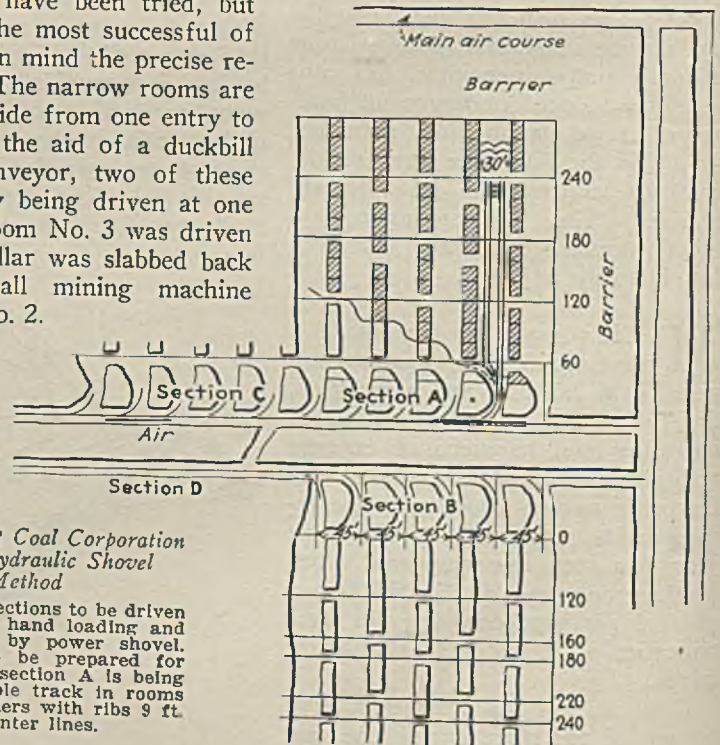 have been tried, but
he most successful of
n mind the precise re-
The narrow rooms are
ide from one entry to
the aid of a duckbill
nveyor, two of these
being driven at one
om No. 3 was driven
llar was slabbed back
all mining machine
o. 2.
Main air course
Barrier
30'
240
180
120
60
Barrier
Section C
Section A
Air
Section D
Section B
45'
45'
45'
45'
0
120
160
180
220
240
Coal Corporation
ydraulic Shovel
Method
ections to be driven
hand loading and
by power shovel.
be prepared for
section A is being
ble track in rooms
ers with ribs 9 ft.
nter lines.